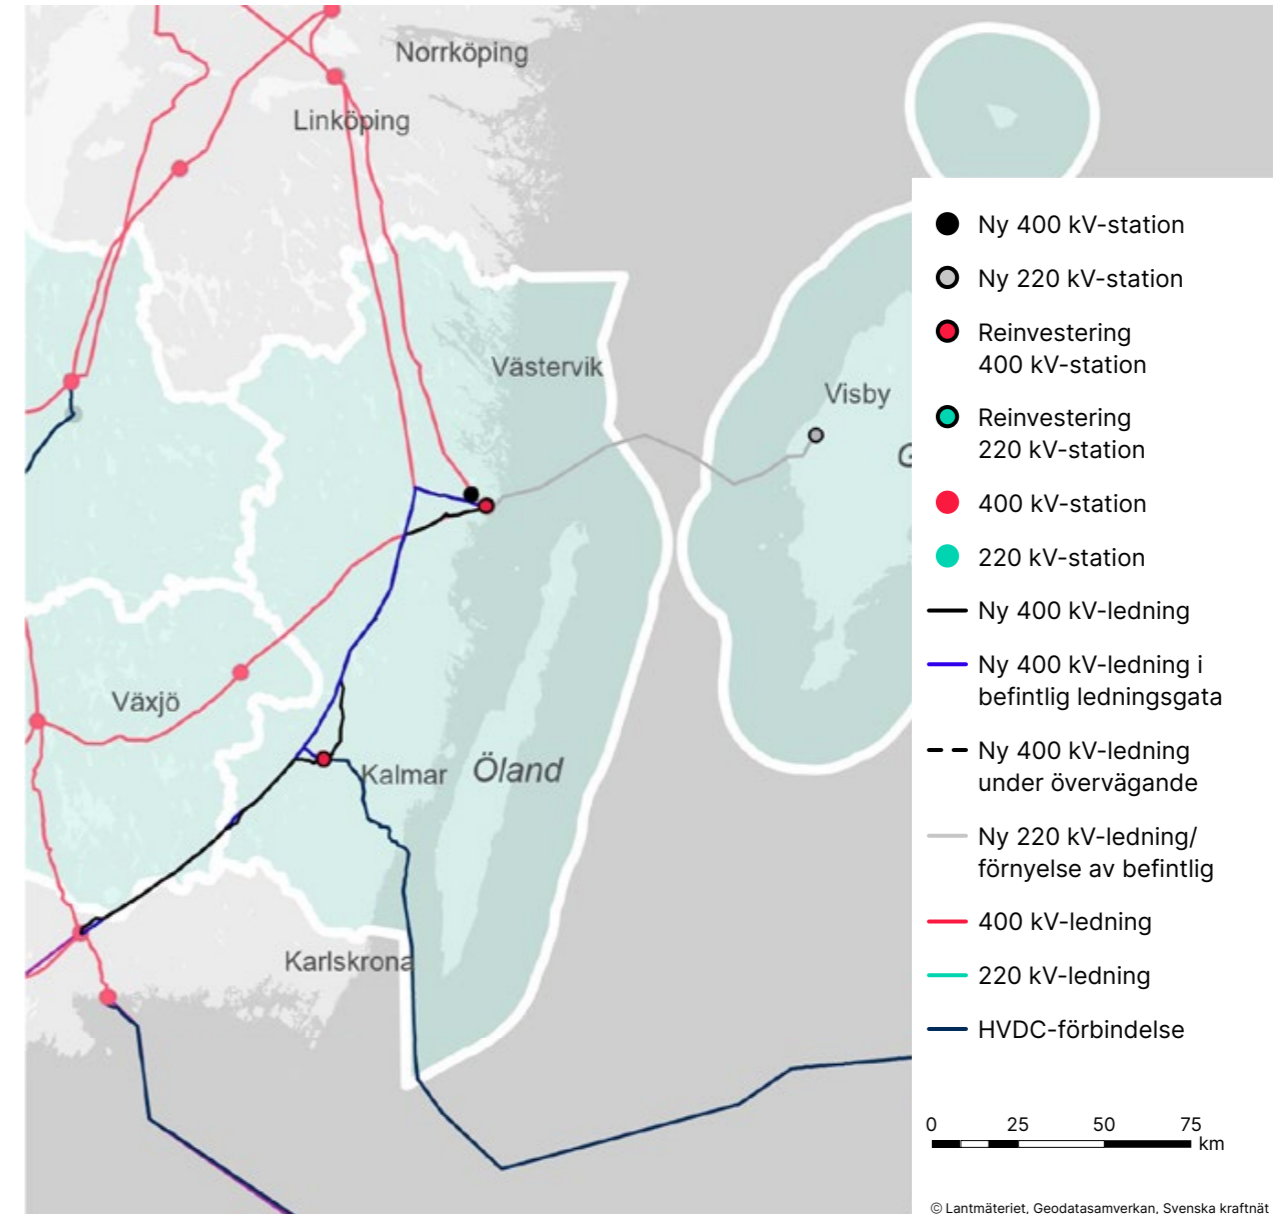 Norrköping
Linköping
Västervik
Visby
G
Växjö
Kalmar
Öland
Karlskrona
Ny 400 kV-station
Ny 220 kV-station
Reinvestering
400 kV-station
Reinvestering
220 kV-station
400 kV-station
220 kV-station
Ny 400 kV-ledning
Ny 400 kV-ledning i
befintlig ledningsgata
Ny 400 kV-ledning
under övervägande
Ny 220 kV-ledning/
förnyelse av befintlig
400 kV-ledning
220 kV-ledning
HVDC-förbindelse
0 25 50 75
km
© Lantmäteriet, Geodatasamverkan, Svenska kraftnät